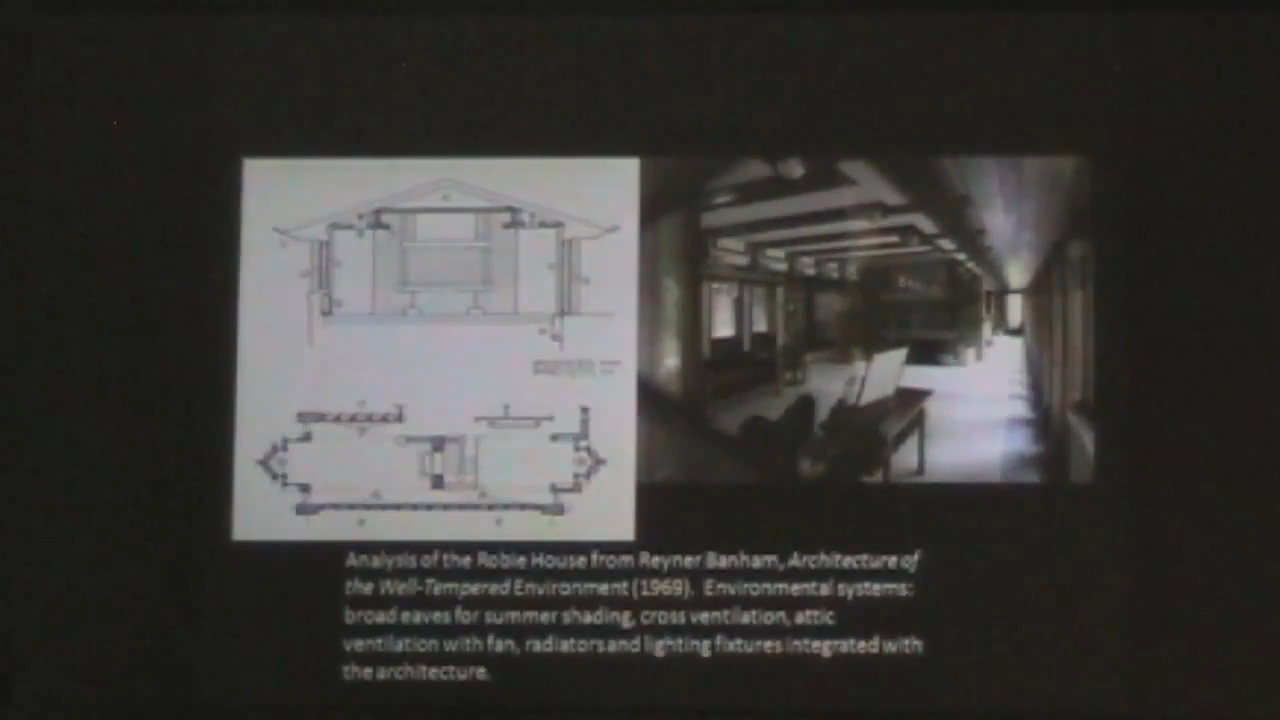 Analysis of the Robie House from Reyner Banham, Architecture of
the Well-Tempered Environment (1969). Environmental systems:
broad eaves for summer shading, cross ventilation, attic
ventilation with fan, radiators and lighting fixtures integrated with
the architecture.